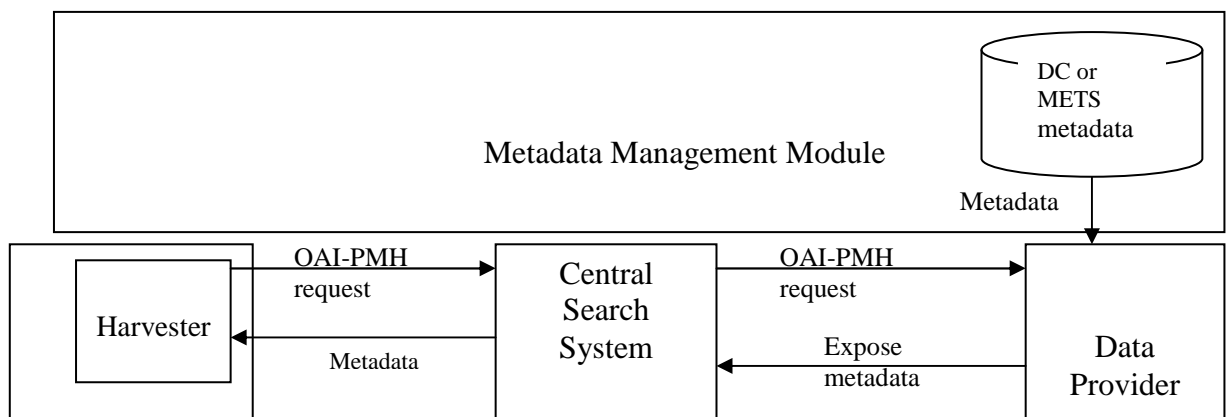 DC or
METS
metadata
Metadata Management Module
Metadata
OAI-PMH
request
Central
Search
System
OAI-PMH
request
Harvester
Metadata
Expose
metadata
Data
Provider